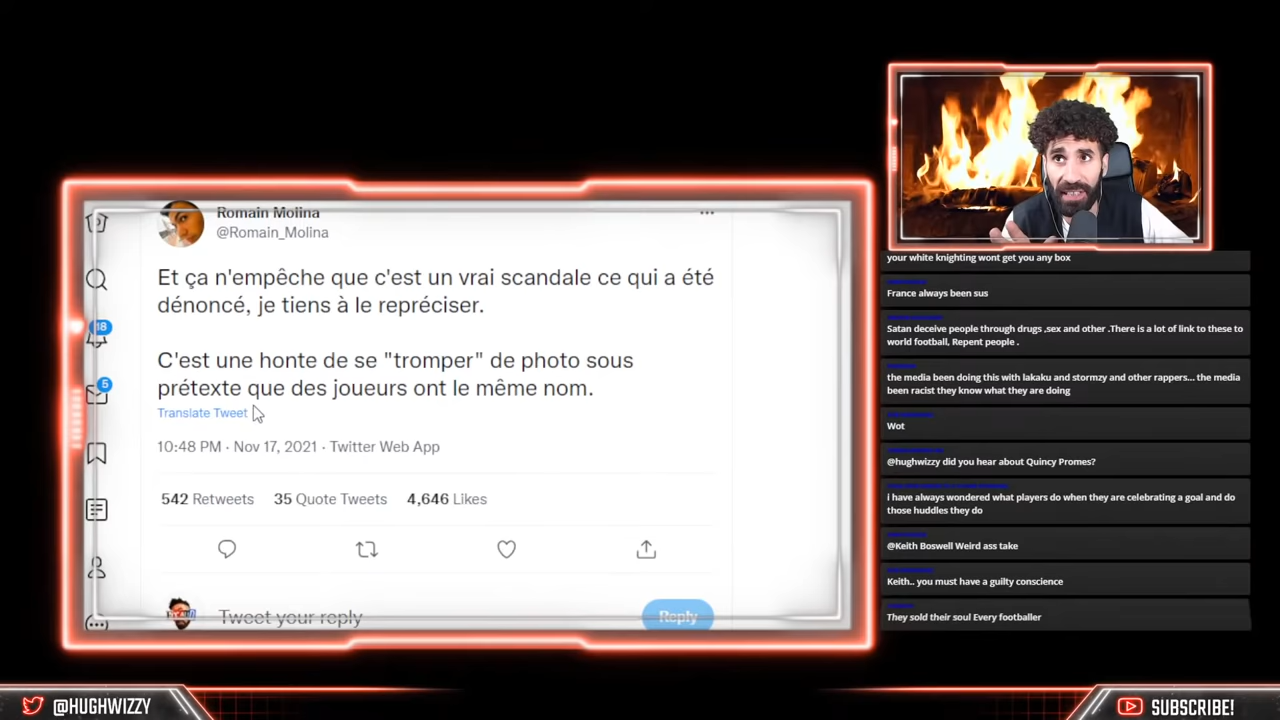 Romain Molina
@Romain_Molina
Et ça n'empêche que c'est un vrai scandale ce qui a été
dénoncé, je tiens à le repréciser.
C'est une honte de se "tromper" de photo sous
prétexte que des joueurs ont le même nom.
Translate Tweet
10:48 PM · Nov 17, 2021 · Twitter Web App
542 Retweets 35 Quote Tweets 4,646 Likes
Tweet your reply
Reply
18
5
your white knighting wont get you any box
France always been sus
Satan deceive people through drugs ,sex and other .There is a lot of link to these to
world football, Repent people .
the media been doing this with lakaku and stormzy and other rappers... the media
been racist they know what they are doing
Wot
@hughwizzy did you hear about Quincy Promes?
i have always wondered what players do when they are celebrating a goal and do
those huddles they do
@Keith Boswell Weird ass take
Keith.. you must have a guilty conscience
They sold their soul Every footballer
@HUGHWIZZY
SUBSCRIBE!